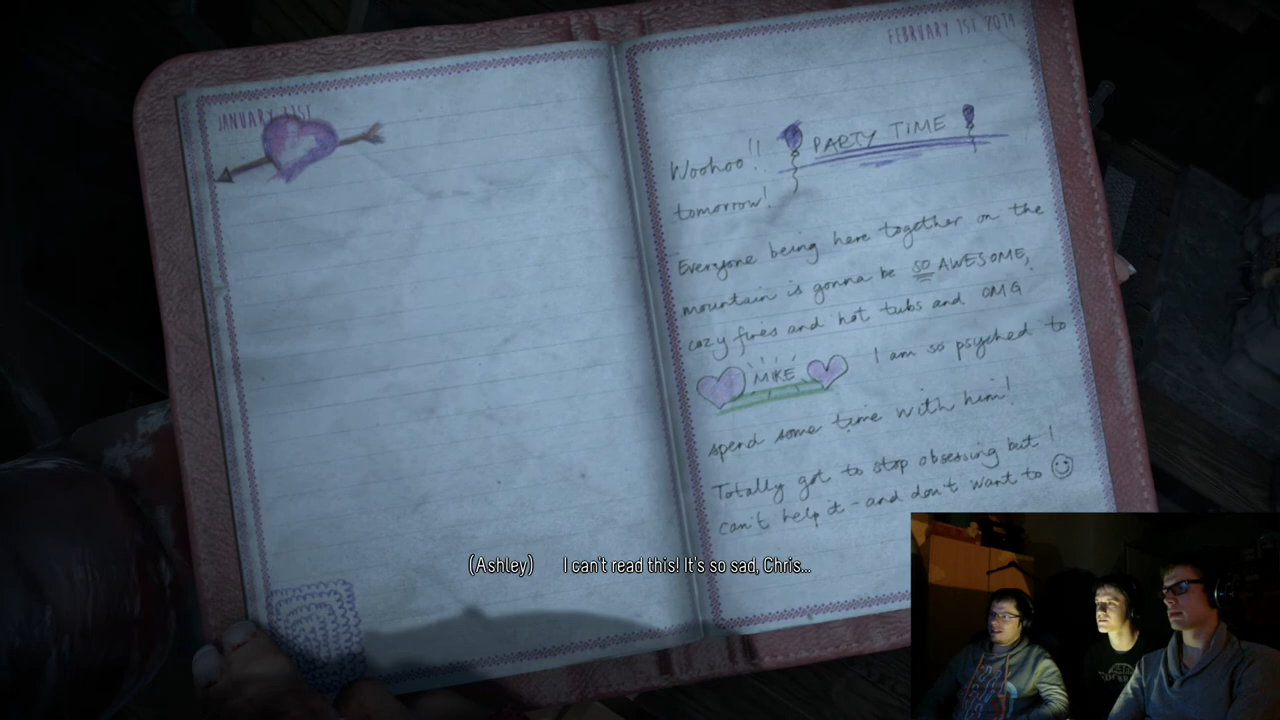 JANUARY 31ST
FEBRUARY 1ST 2014
Woohoo!! PARTY TIME
tomorrow!
Everyone being here together on the
mountain is gonna be so AWESOME,
cozy fires and hot tubs and OMG
MIKE I am so psyched to
spend some time with him!
Totally got to stop obsessing but I
can't help it - and don't want to
(Ashley) I can't read this! It's so sad, Chris...